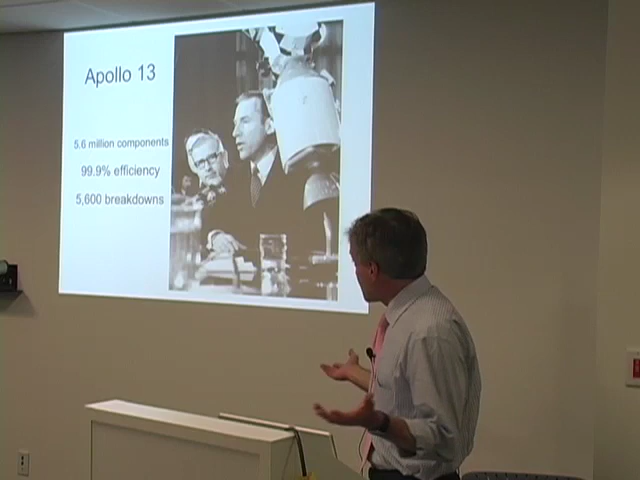 Apollo 13
5.6 million components
99.9% efficiency
5,600 breakdowns